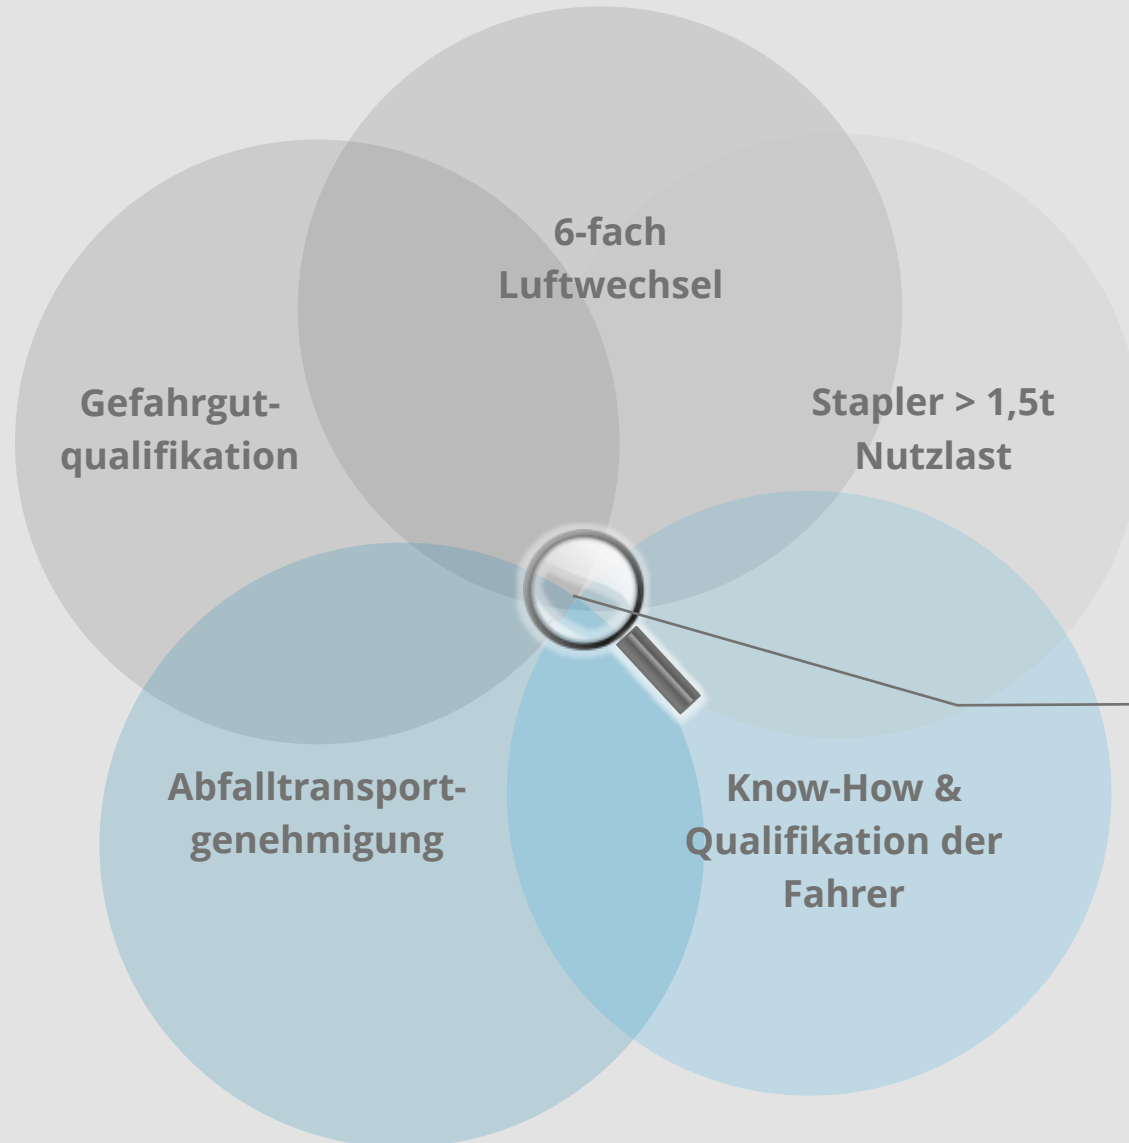 6-fach
Luftwechsel
Gefahrgut-
qualifikation
Stapler > 1,5t
Nutzlast
Abfalltransport-
genehmigung
Know-How &
Qualifikation der
Fahrer